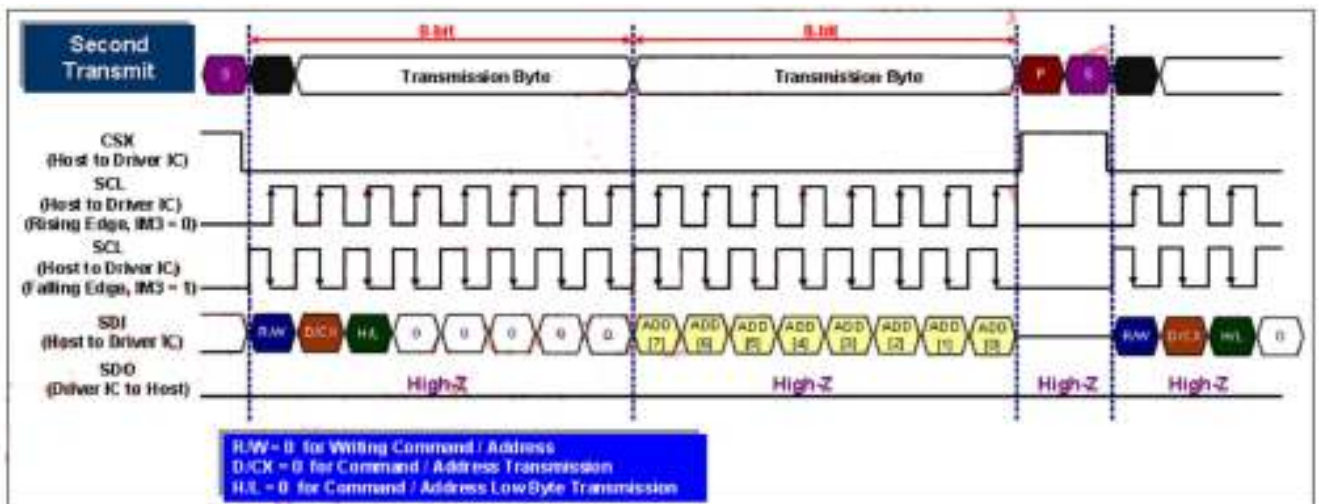 Second
Transmit
8-bit 8-bit
S Transmission Byte Transmission Byte P S
CSX
(Host to Driver IC)
SCL
(Host to Driver IC)
(Rising Edge, IM3 = 0)
SCL
(Host to Driver IC)
(Falling Edge, IM3 = 1)
SDI
(Host to Driver IC)
R/W D/CX H/L 0 0 0 0 0 ADD [7] ADD [6] ADD [5] ADD [4] ADD [3] ADD [2] ADD [1] ADD [0] R/W D/CX H/L 0
SDO
(Driver IC to Host)
High-Z High-Z High-Z High-Z
R/W = 0 for Writing Command / Address
D/CX = 0 for Command / Address Transmission
H/L = 0 for Command / Address Low Byte Transmission